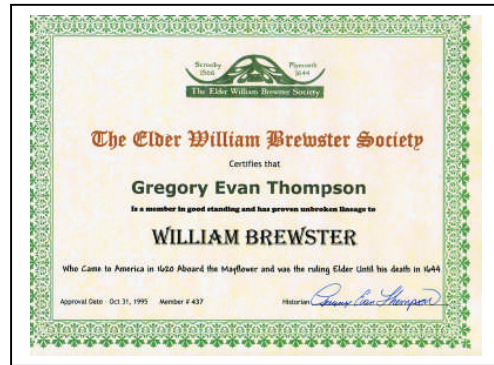 Scrooby Plymouth
1566 1644
The Elder William Brewster Society
The Elder William Brewster Society
Certifies that
Gregory Evan Thompson
Is a member in good standing and has proven unbroken lineage to
WILLIAM BREWSTER
Who Came to America in 1620 Aboard the Mayflower and was the ruling Elder Until his death in 1644
Approval Date - Oct 31, 1995 Member # 437 Historian Evan Thompson